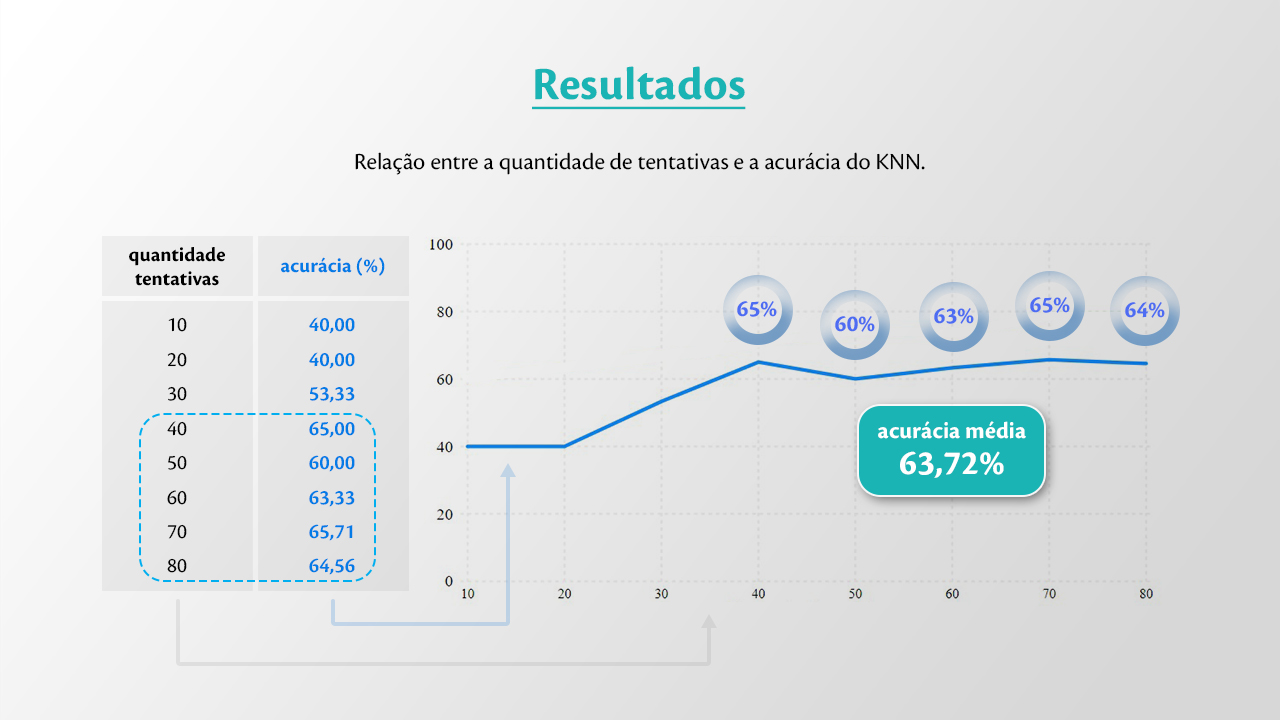 Resultados
Relação entre a quantidade de tentativas e a acurácia do KNN.
quantidade
tentativas
acurácia (%)
10 40,00
20 40,00
30 53,33
40 65,00
50 60,00
60 63,33
70 65,71
80 64,56
100
80
60
40
20
0
10 20 30 40 50 60 70 80
65% 60% 63% 65% 64%
acurácia média
63,72%